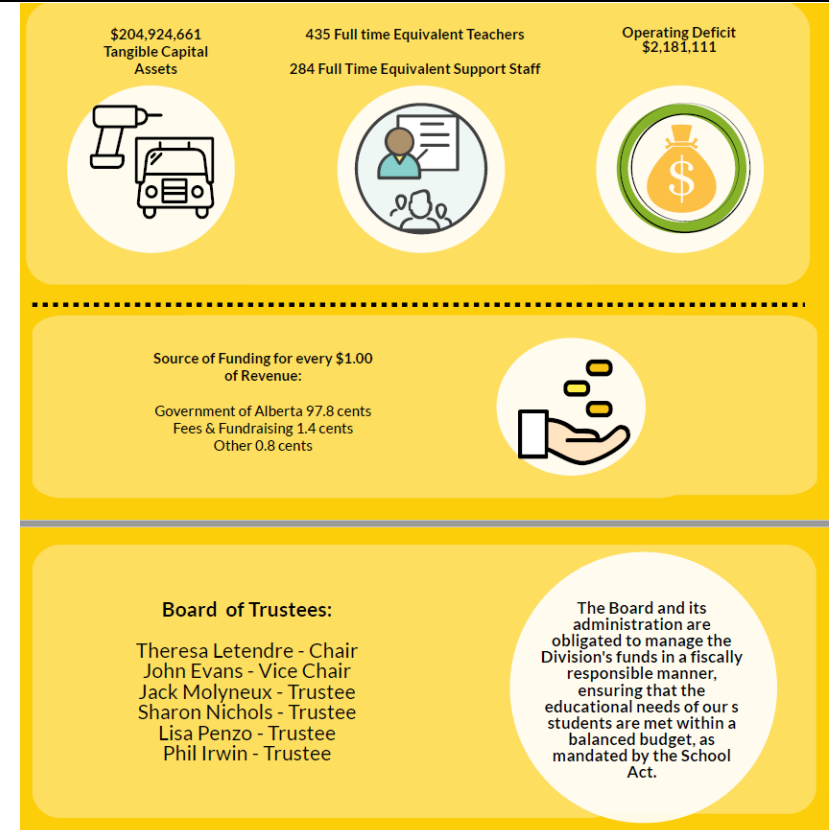 $204,924,661
Tangible Capital
Assets
435 Full time Equivalent Teachers
284 Full Time Equivalent Support Staff
Operating Deficit
$2,181,111
$
Source of Funding for every $1.00
of Revenue:
Government of Alberta 97.8 cents
Fees & Fundraising 1.4 cents
Other 0.8 cents
Board of Trustees:
Theresa Letendre - Chair
John Evans - Vice Chair
Jack Molyneux - Trustee
Sharon Nichols - Trustee
Lisa Penzo - Trustee
Phil Irwin - Trustee
The Board and its
administration are
obligated to manage the
Division's funds in a fiscally
responsible manner,
ensuring that the
educational needs of our s
students are met within a
balanced budget, as
mandated by the School
Act.